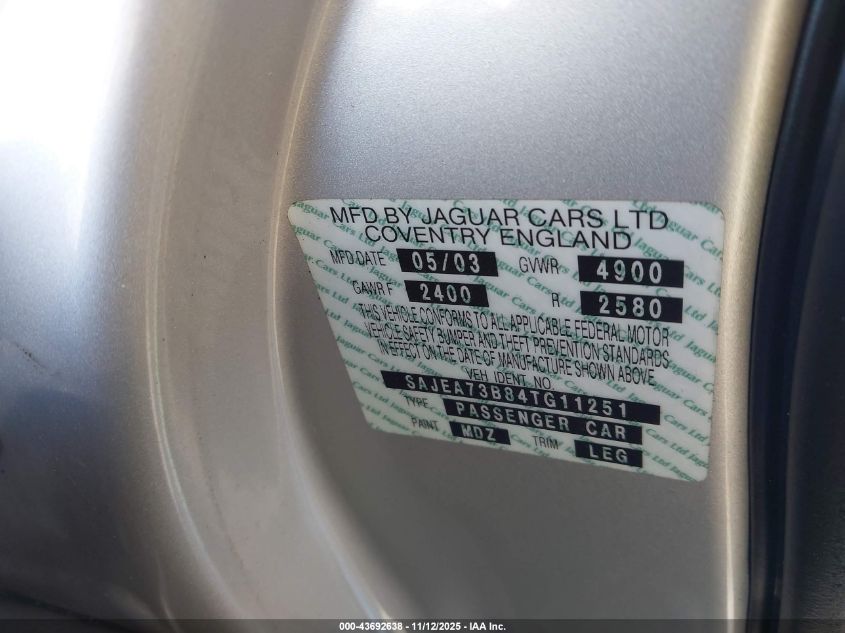 MFD BY JAGUAR CARS LTD
COVENTRY ENGLAND
MFD DATE 05/03 GVWR 4900
GAWR F 2400 R 2580
THIS VEHICLE CONFORMS TO ALL APPLICABLE FEDERAL MOTOR
VEHICLE SAFETY BUMPER AND THEFT PREVENTION STANDARDS
IN EFFECT ON THE DATE OF MANUFACTURE SHOWN ABOVE
VEH IDENT NO.
SAJEA73B84TG11251
TYPE PASSENGER CAR
PAINT MDZ TRIM LEG
000-43692638 - 11/12/2025 - IAA Inc.